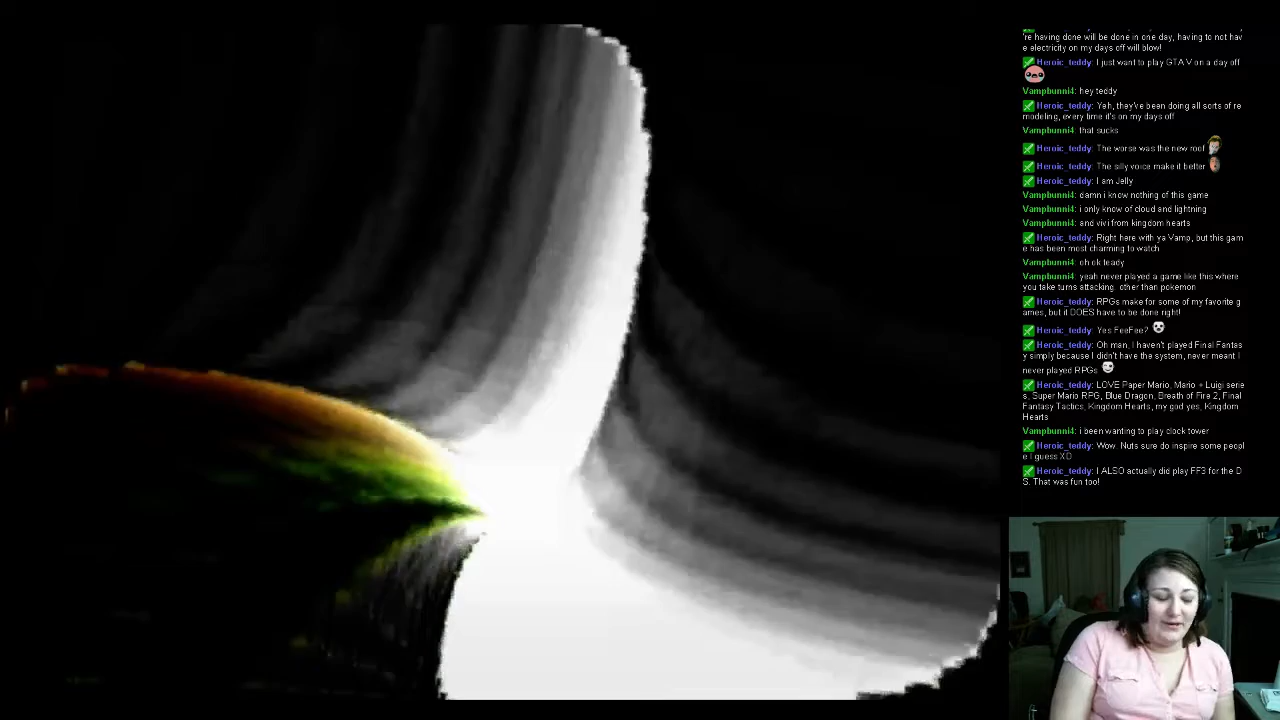 're having done will be done in one day, having to not hav
e electricity on my days off will blow!
Heroic_teddy: I just want to play GTA V on a day off
Vampbunni4: hey teddy
Heroic_teddy: Yeh, they've been doing all sorts of re
modeling, every time it's on my days off
Vampbunni4: that sucks
Heroic_teddy: The worse was the new roof
Heroic_teddy: The silly voice make it better
Heroic_teddy: I am Jelly
Vampbunni4: damn i know nothing of this game
Vampbunni4: i only know of cloud and lightning
Vampbunni4: and vivi from kingdom hearts
Heroic_teddy: Right here with ya Vamp, but this gam
e has been most charming to watch
Vampbunni4: oh ok teady
Vampbunni4: yeah never played a game like this where
you take turns attacking. other than pokemon
Heroic_teddy: RPGs make for some of my favorite g
ames, but it DOES have to be done right!
Heroic_teddy: Yes FeeFee?
Heroic_teddy: Oh man, I haven't played Final Fantas
y simply because I didn't have the system, never meant I
never played RPGs
Heroic_teddy: LOVE Paper Mario, Mario + Luigi serie
s, Super Mario RPG, Blue Dragon, Breath of Fire 2, Final
Fantasy Tactics, Kingdom Hearts, my god yes, Kingdom
Hearts
Vampbunni4: i been wanting to play clock tower
Heroic_teddy: Wow. Nuts sure do inspire some peopl
e I guess XD
Heroic_teddy: I ALSO actually did play FF3 for the D
S. That was fun too!